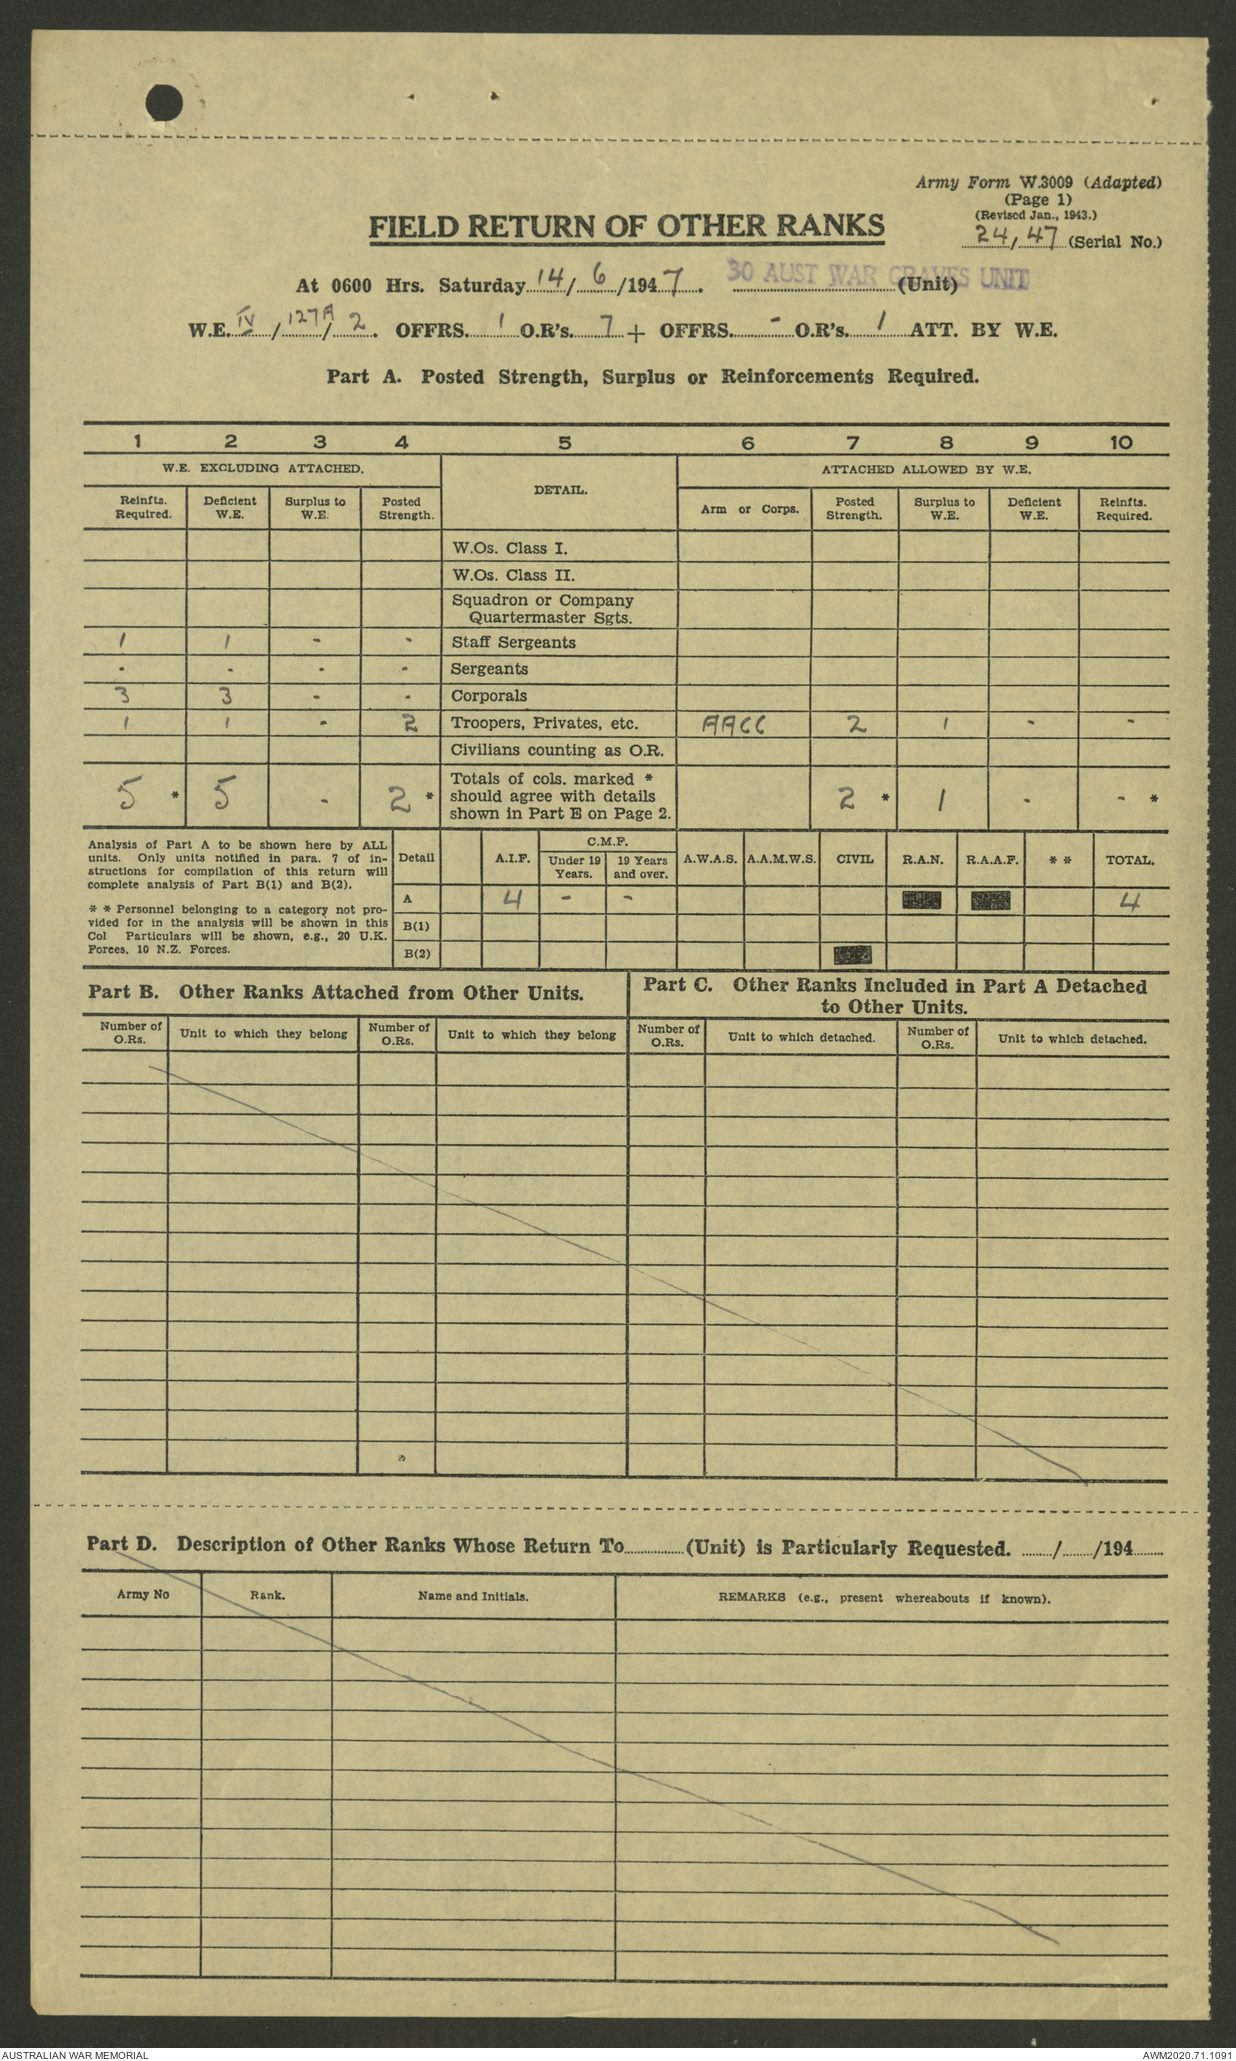 Army Form W.3009 (Adapted)
(Page 1)
(Revised Jan., 1943.)
24, 47 (Serial No.)
FIELD RETURN OF OTHER RANKS
At 0600 Hrs. Saturday 14/6/1947. 30 AUST WAR GRAVES UNIT (Unit)
W.E. IV/127A/2. OFFRS. 1 O.R's. 7 + OFFRS. - O.R's. 1 ATT. BY W.E.
Part A. Posted Strength, Surplus or Reinforcements Required.
1 2 3 4 5 6 7 8 9 10
W.E. EXCLUDING ATTACHED. DETAIL. ATTACHED ALLOWED BY W.E.
Reinfts. Required. Deficient W.E. Surplus to W.E. Posted Strength. Arm or Corps. Posted Strength. Surplus to W.E. Deficient W.E. Reinfts. Required.
W.Os. Class I.
W.Os. Class II.
Squadron or Company
Quartermaster Sgts.
1 1 - - Staff Sergeants
- - - - Sergeants
3 3 - - Corporals
1 1 - 2 Troopers, Privates, etc. AACC 2 1 - -
Civilians counting as O.R.
5 * 5 - 2 * Totals of cols. marked * should agree with details shown in Part E on Page 2. 2 * 1 - - *
Analysis of Part A to be shown here by ALL
units. Only units notified in para. 7 of in-
structions for compilation of this return will
complete analysis of Part B(1) and B(2).
* * Personnel belonging to a category not pro-
vided for in the analysis will be shown in this
Col Particulars will be shown, e.g., 20 U.K.
Forces, 10 N.Z. Forces.
Detail A.I.F. C.M.F. Under 19 Years. 19 Years and over. A.W.A.S. A.A.M.W.S. CIVIL R.A.N. R.A.A.F. * * TOTAL.
A 4 - - 4
B(1)
B(2)
Part B. Other Ranks Attached from Other Units.
Part C. Other Ranks Included in Part A Detached
to Other Units.
Number of O.Rs. Unit to which they belong Number of O.Rs. Unit to which they belong Number of O.Rs. Unit to which detached. Number of O.Rs. Unit to which detached.
Part D. Description of Other Ranks Whose Return To (Unit) is Particularly Requested. / /194
Army No Rank. Name and Initials. REMARKS (e.g., present whereabouts if known).
AUSTRALIAN WAR MEMORIAL AWM2020.71.1091